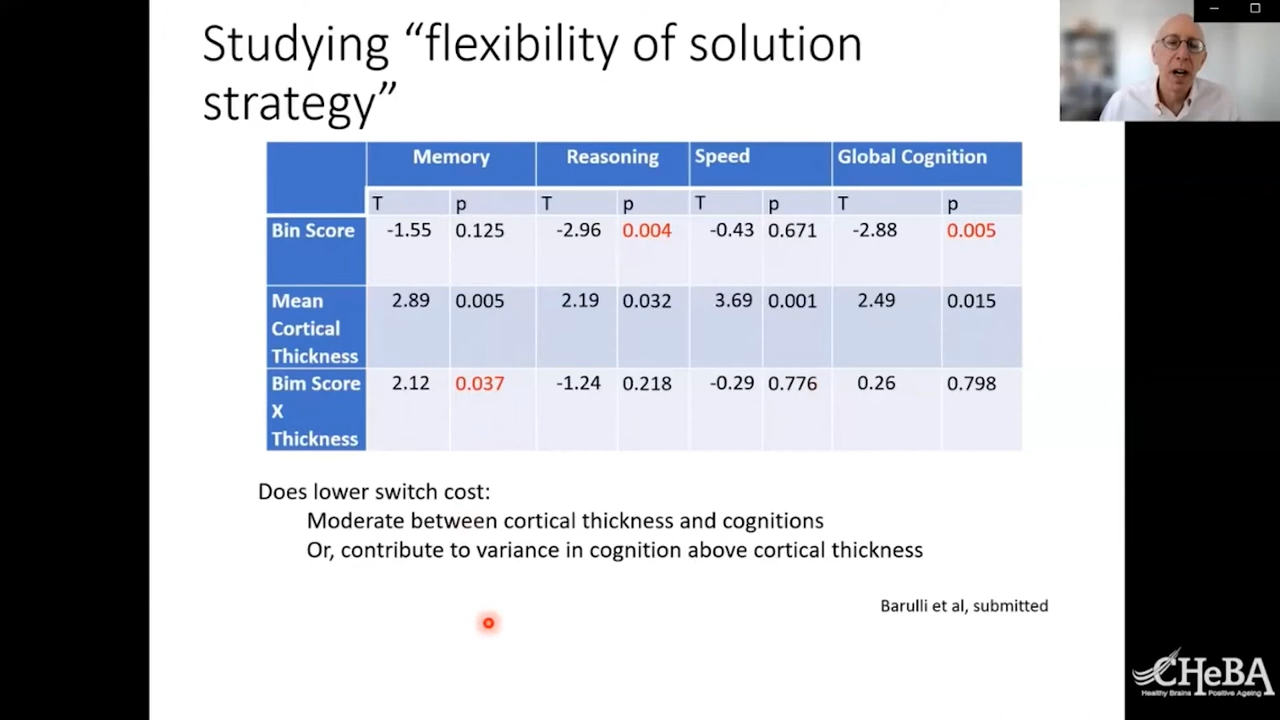 Studying “flexibility of solution
strategy”
Memory Reasoning Speed Global Cognition
T p T p T p T p
Bin Score -1.55 0.125 -2.96 0.004 -0.43 0.671 -2.88 0.005
Mean 2.89 0.005 2.19 0.032 3.69 0.001 2.49 0.015
Cortical
Thickness
Bim Score 2.12 0.037 -1.24 0.218 -0.29 0.776 0.26 0.798
X
Thickness
Does lower switch cost:
Moderate between cortical thickness and cognitions
Or, contribute to variance in cognition above cortical thickness
Barulli et al, submitted
CHeBA
Healthy Brains Positive Ageing